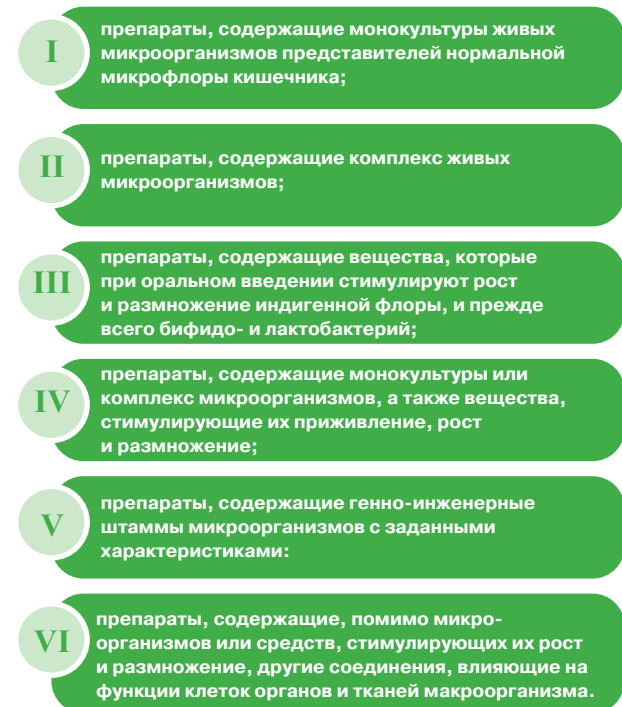 I
препараты, содержащие монокультуры живых
микроорганизмов представителей нормальной
микрофлоры кишечника;
II
препараты, содержащие комплекс живых
микроорганизмов;
III
препараты, содержащие вещества, которые
при оральном введении стимулируют рост
и размножение индигенной флоры, и прежде
всего бифидо- и лактобактерий;
IV
препараты, содержащие монокультуры или
комплекс микроорганизмов, а также вещества,
стимулирующие их приживление, рост
и размножение;
V
препараты, содержащие генно-инженерные
штаммы микроорганизмов с заданными
характеристиками:
VI
препараты, содержащие, помимо микро-
организмов или средств, стимулирующих их рост
и размножение, другие соединения, влияющие на
функции клеток органов и тканей макроорганизма.